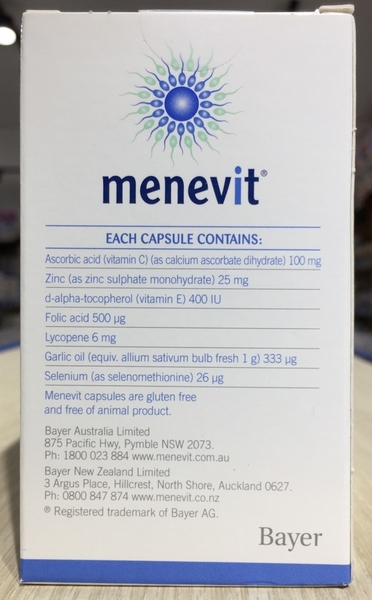 menevit®
EACH CAPSULE CONTAINS:
Ascorbic acid (vitamin C) (as calcium ascorbate dihydrate) 100 mg
Zinc (as zinc sulphate monohydrate) 25 mg
d-alpha-tocopherol (vitamin E) 400 IU
Folic acid 500 µg
Lycopene 6 mg
Garlic oil (equiv. allium sativum bulb fresh 1 g) 333 µg
Selenium (as selenomethionine) 26 µg
Menevit capsules are gluten free
and free of animal product.
Bayer Australia Limited
875 Pacific Hwy, Pymble NSW 2073.
Ph: 1800 023 884 www.menevit.com.au
Bayer New Zealand Limited
3 Argus Place, Hillcrest, North Shore, Auckland 0627.
Ph: 0800 847 874 www.menevit.co.nz
® Registered trademark of Bayer AG.
Bayer